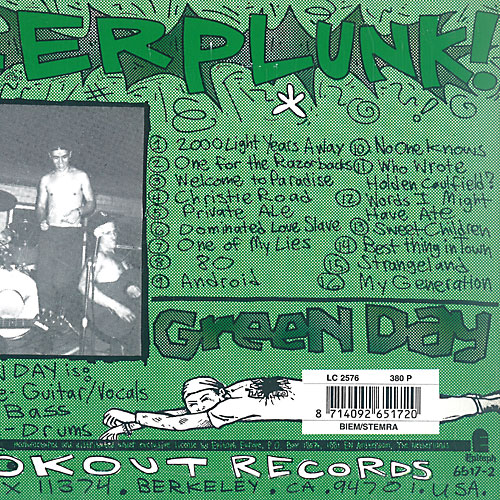 ERPLUNK!
1 2000 Light Years Away
2 One for the Razorbacks
3 Welcome to Paradise
4 Christie Road
5 Private Ale
6 Dominated Love Slave
7 One of My Lies
8 80
9 Android
10 No One Knows
11 Who Wrote
Holden Caulfield?
12 Words I Might
Have Ate
13 Sweet Children
14 Best thing in Town
15 Strangeland
16 My Generation
GreeN Day
N DAY is:
e- Guitar/Vocals
Bass
- Drums
LC 2576 380 P
8 714092 651720
BIEM/STEMRA
Epitaph
6517-2
OKOUT RECORDS
X 11374. BERKELEY, CA. 94701 U.S.A.